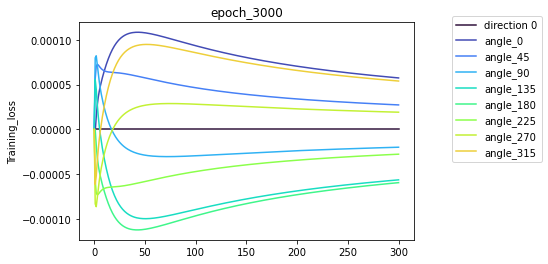 epoch_3000
Training_loss
0.00010
0.00005
0.00000
−0.00005
−0.00010
0
50
100
150
200
250
300
direction 0
angle_0
angle_45
angle_90
angle_135
angle_180
angle_225
angle_270
angle_315